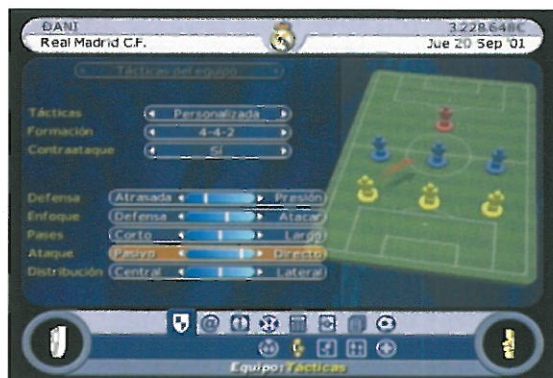 DANI 3.228.648€
Real Madrid C.F. Jue 20 Sep '01
Tácticas del equipo
Tácticas Personalizada
Formación 4-4-2
Contraataque Sí
Defensa Atrasada Presión
Enfoque Defensa Atacar
Pases Corto Largo
Ataque Pasivo Directo
Distribución Central Lateral
Equipo:Tácticas